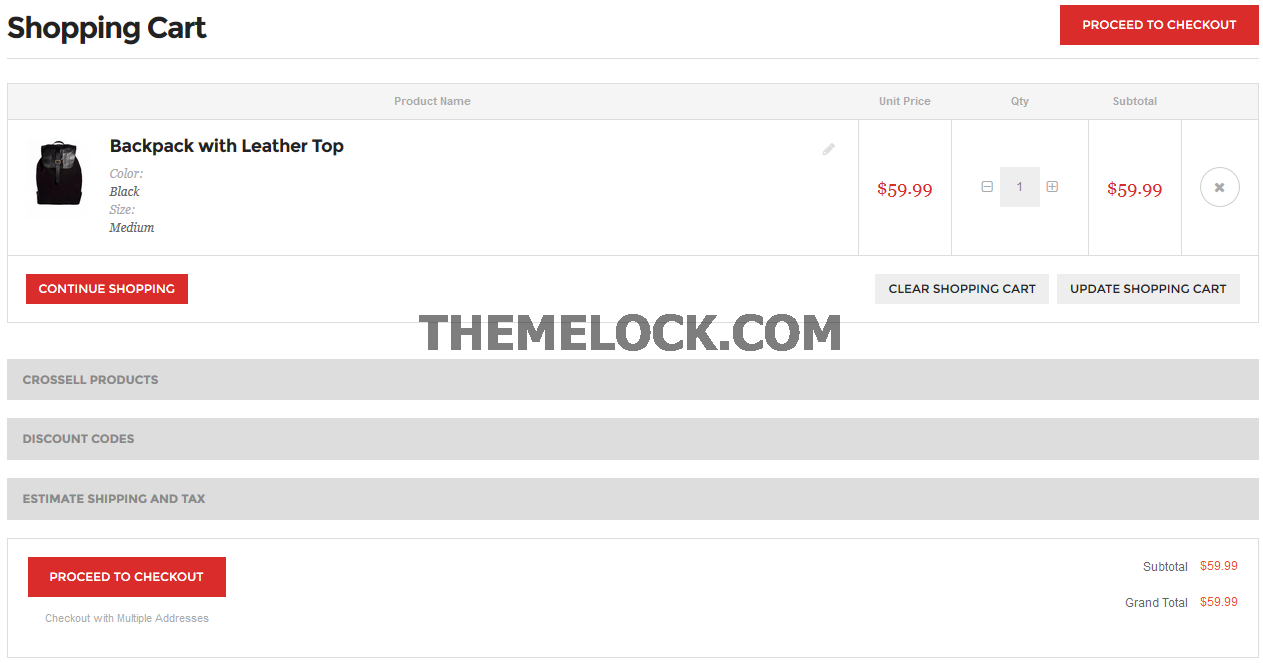 Shopping Cart
PROCEED TO CHECKOUT
Product Name
Unit Price
Qty
Subtotal
Backpack with Leather Top
Color:
Black
Size:
Medium
$59.99
1
$59.99
CONTINUE SHOPPING
CLEAR SHOPPING CART
UPDATE SHOPPING CART
THEMELOCK.COM
CROSSELL PRODUCTS
DISCOUNT CODES
ESTIMATE SHIPPING AND TAX
PROCEED TO CHECKOUT
Checkout with Multiple Addresses
Subtotal $59.99
Grand Total $59.99